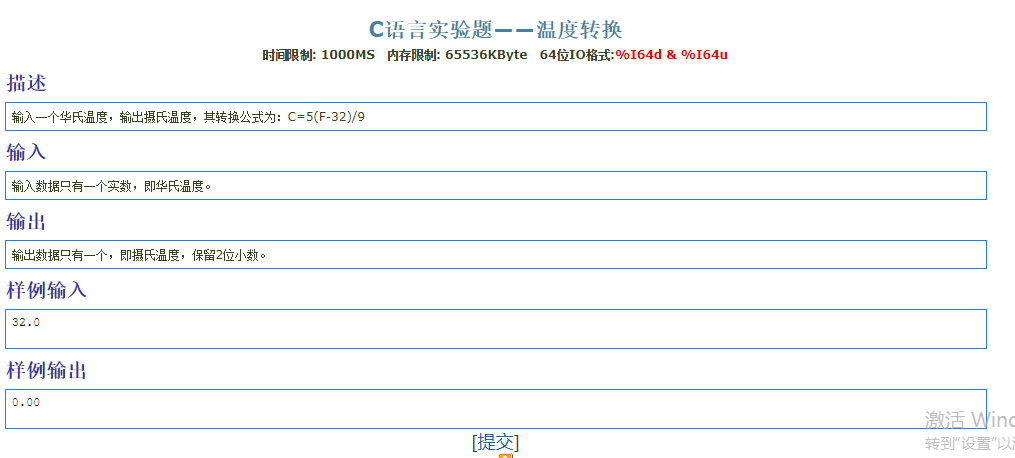 C语言实验题——温度转换
时间限制: 1000MS 内存限制: 65536KByte 64位IO格式:%I64d & %I64u
描述
输入一个华氏温度，输出摄氏温度，其转换公式为：C=5(F-32)/9
输入
输入数据只有一个实数，即华氏温度。
输出
输出数据只有一个，即摄氏温度，保留2位小数。
样例输入
32.0
样例输出
0.00
激活 Wind
转到"设置"以
[提交]